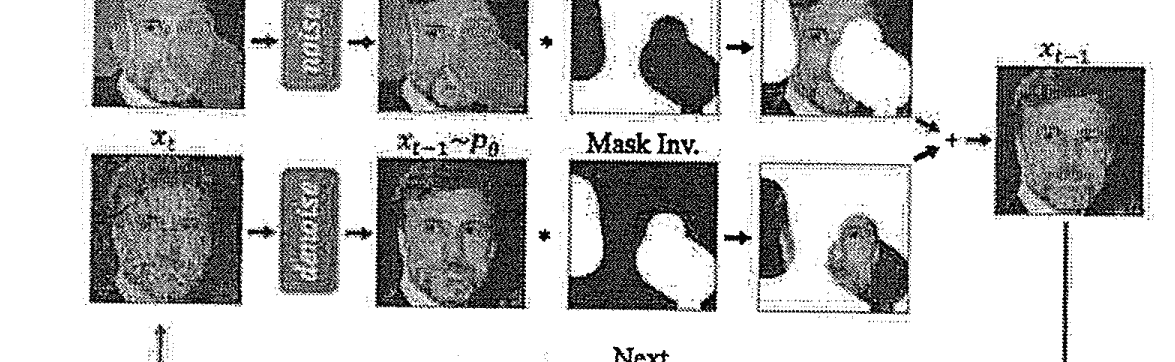 noise
x_{t-1}
x_t
x_{t-1}~p_θ
Mask Inv.
*
*
+
denoise
Next